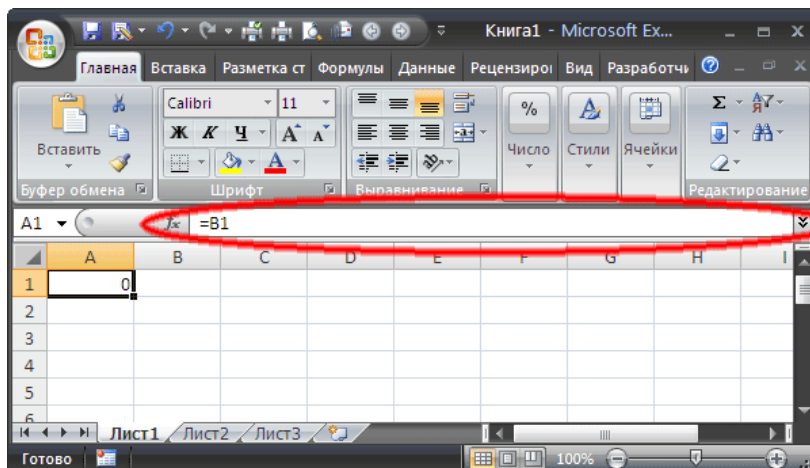 Книга1 - Microsoft Ex...
Главная Вставка Разметка ст Формулы Данные Рецензиро Вид Разработч
Calibri 11
Вставить Ж К Ч А А % Число Стили Ячейки Σ А Я
Буфер обмена Шрифт Выравнивание Редактирование
A1 fx =B1
A B C D E F G H I
1 0
2
3
4
5
6
Лист1 Лист2 Лист3
Готово 100%